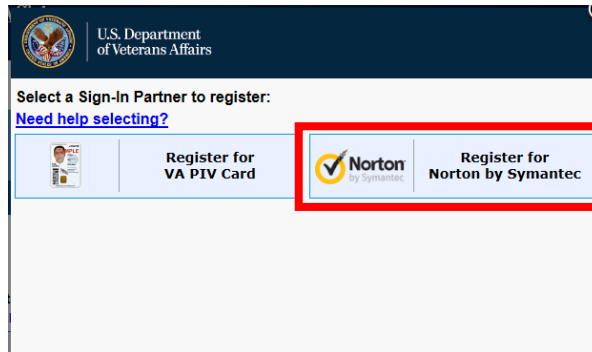 U.S. Department
of Veterans Affairs
Select a Sign-In Partner to register:
Need help selecting?
Register for
VA PIV Card
Norton
by Symantec
Register for
Norton by Symantec